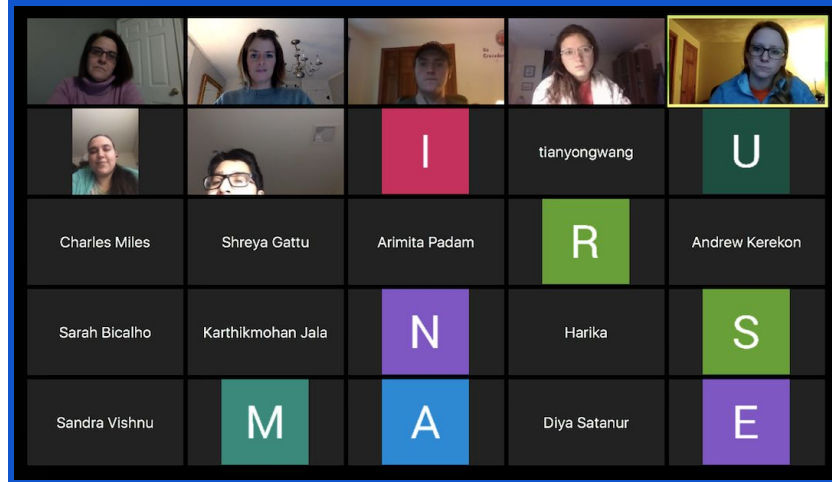 I
tianyongwang
U
Charles Miles
Shreya Gattu
Arimita Padam
R
Andrew Kerekon
Sarah Bicalho
Karthikmohan Jala
N
Harika
S
Sandra Vishnu
M
A
Diya Satanur
E